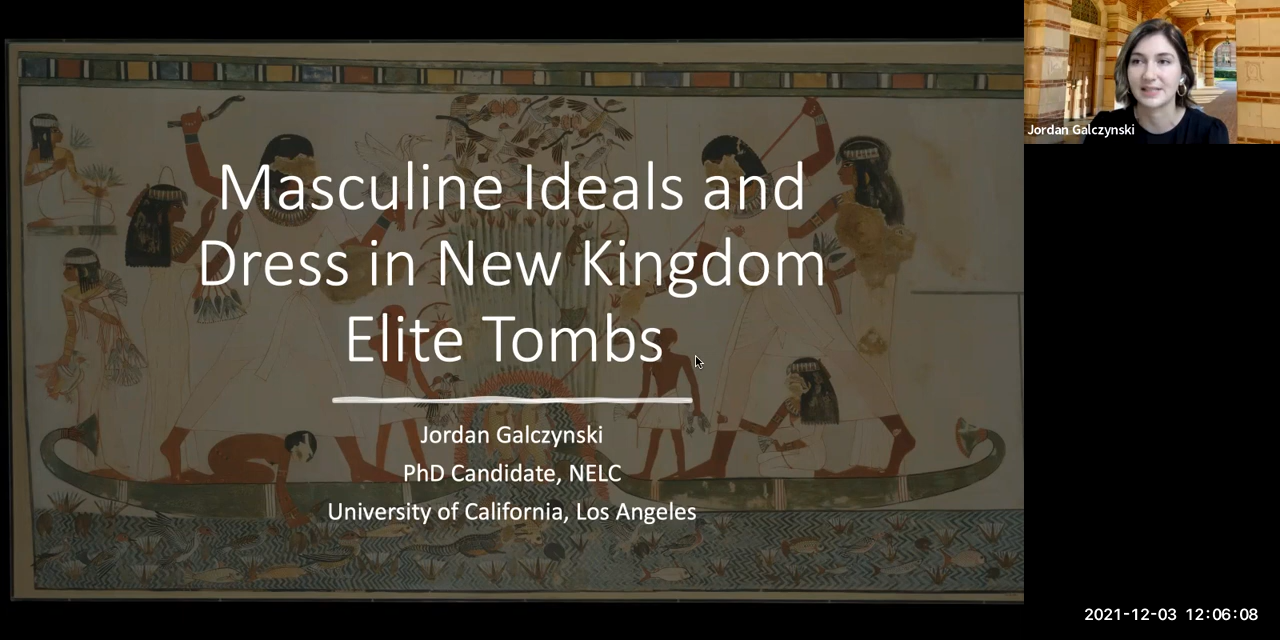 Masculine Ideals and
Dress in New Kingdom
Elite Tombs
Jordan Galczynski
PhD Candidate, NELC
University of California, Los Angeles
Jordan Galczynski
2021-12-03 12:06:08